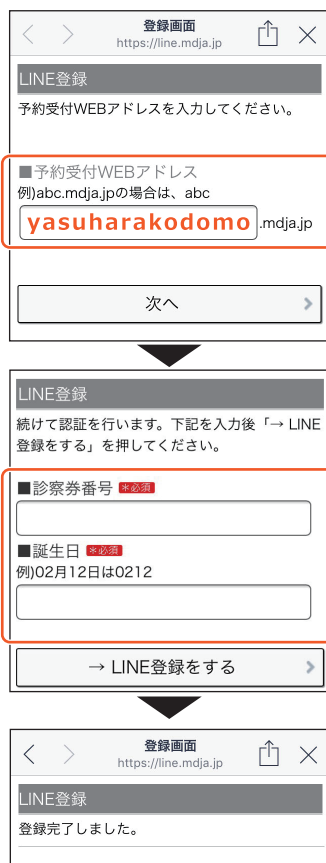 登録画面
https://line.mdja.jp
LINE登録
予約受付WEBアドレスを入力してください。
■予約受付WEBアドレス
例)abc.mdja.jpの場合は、abc
yasuharakodomo.mdja.jp
次へ
LINE登録
続けて認証を行います。下記を入力後「→ LINE
登録をする」を押してください。
■診察券番号 *必須
■誕生日 *必須
例)02月12日は0212
→ LINE登録をする
登録画面
https://line.mdja.jp
LINE登録
登録完了しました。